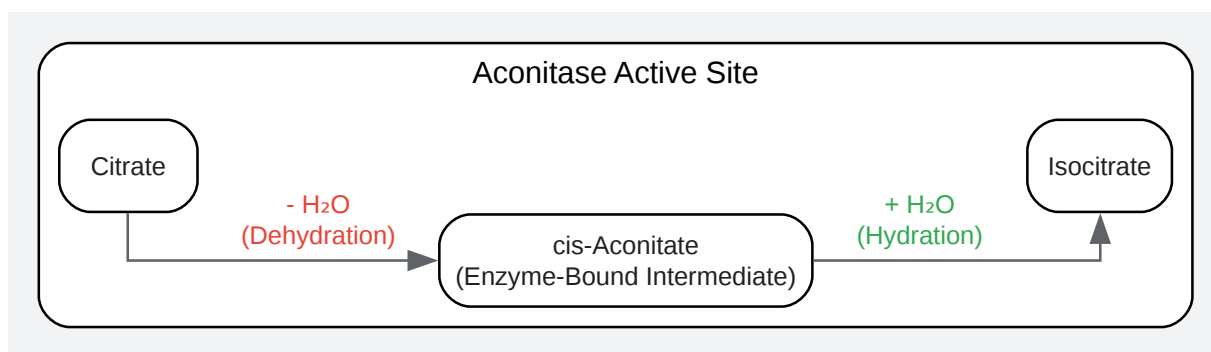 Aconitase Active Site
Citrate
Isocitrate
- H₂O
(Dehydration)
+ H₂O
(Hydration)
cis-Aconitate
(Enzyme-Bound Intermediate)